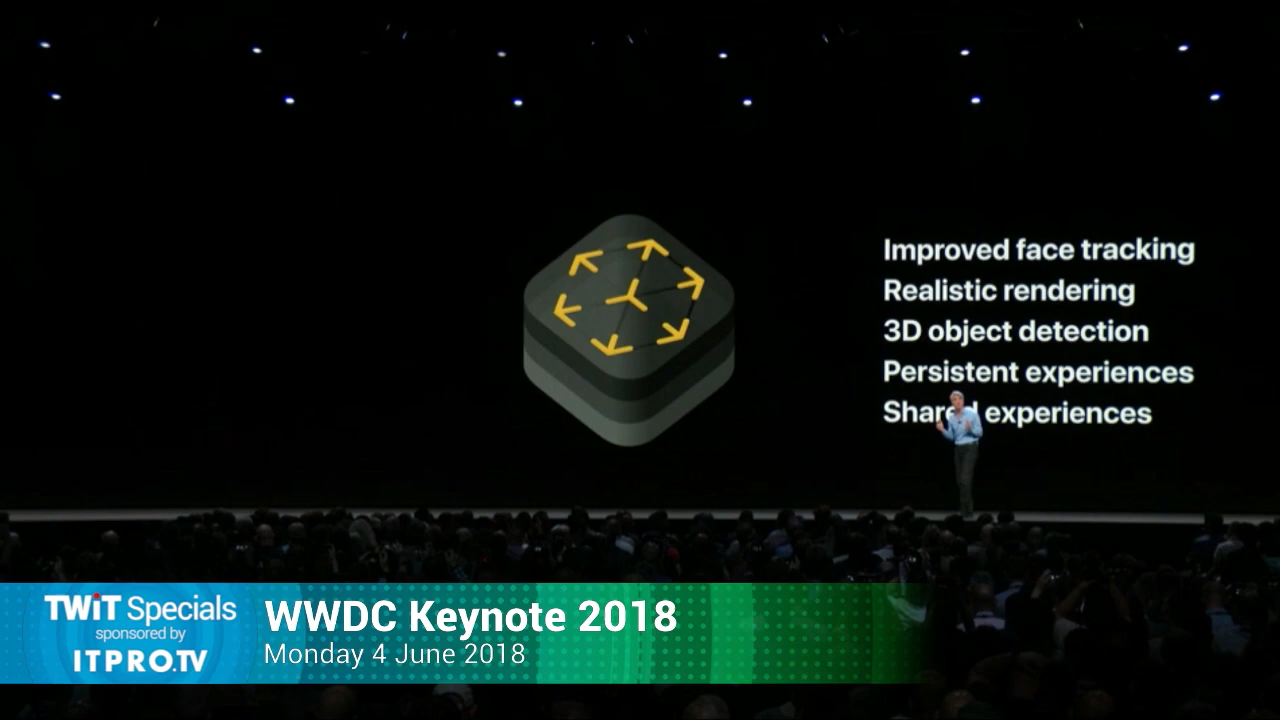 Improved face tracking
Realistic rendering
3D object detection
Persistent experiences
Shared experiences
TWiT Specials
sponsored by
ITPRO.TV
WWDC Keynote 2018
Monday 4 June 2018